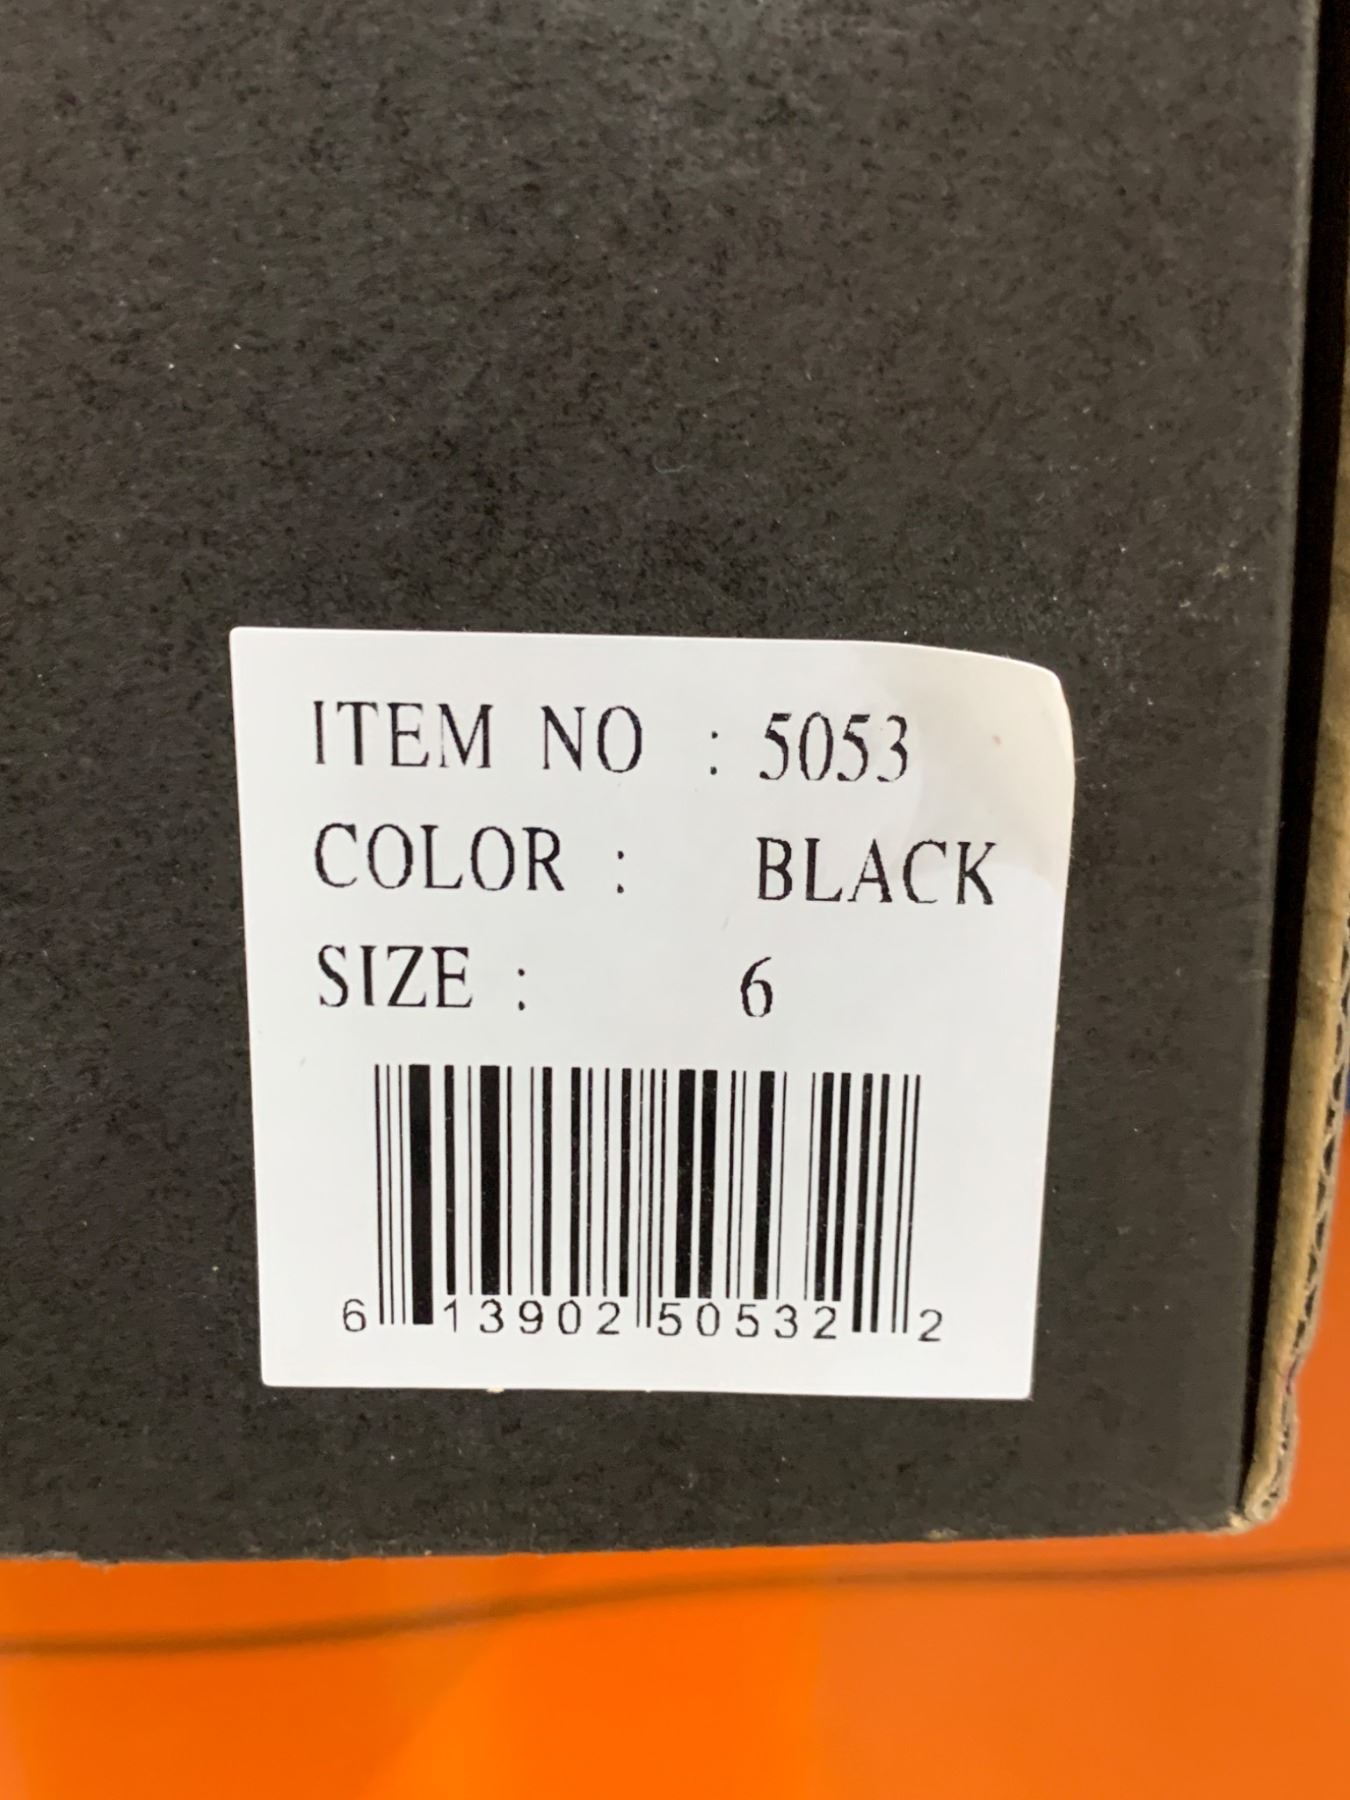 ITEM NO : 5053
COLOR : BLACK
SIZE : 6
6 13902 50532 2